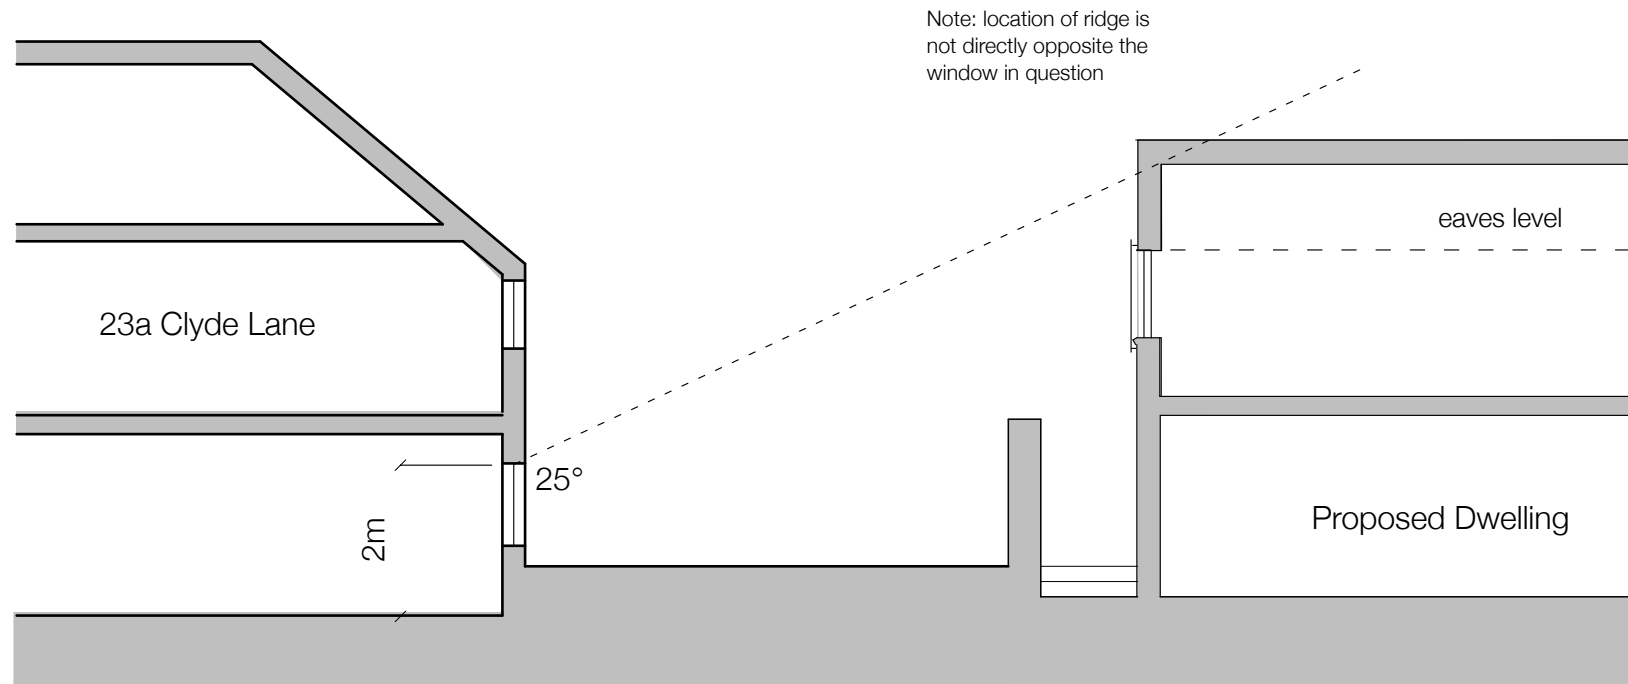 Note: location of ridge is
not directly opposite the
window in question
eaves level
23a Clyde Lane
25°
2m
Proposed Dwelling